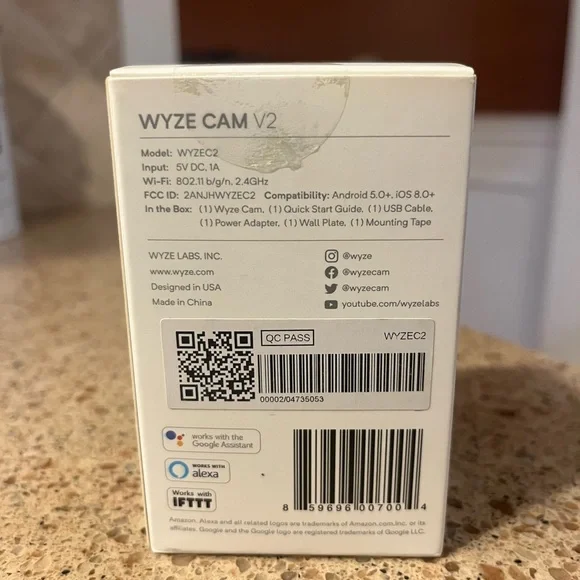 WYZE CAM V2
Model: WYZEC2
Input: 5V DC, 1A
Wi-Fi: 802.11 b/g/n, 2.4GHz
FCC ID: 2ANJHWYZEC2 Compatibility: Android 5.0+, iOS 8.0+
In the Box: (1) Wyze Cam, (1) Quick Start Guide, (1) USB Cable,
(1) Power Adapter, (1) Wall Plate, (1) Mounting Tape
WYZE LABS, INC.
www.wyze.com
Designed in USA
Made in China
@wyze
@wyzecam
@wyzecam
youtube.com/wyzelabs
QC PASS WYZEC2
00002/04735053
works with the
Google Assistant
WORKS WITH
alexa
Works with
IFTTT
8 59696 00700 4
Amazon, Alexa and all related logos are trademarks of Amazon.com,Inc. or its
affiliates. Google and the Google logo are registered trademarks of Google LLC.